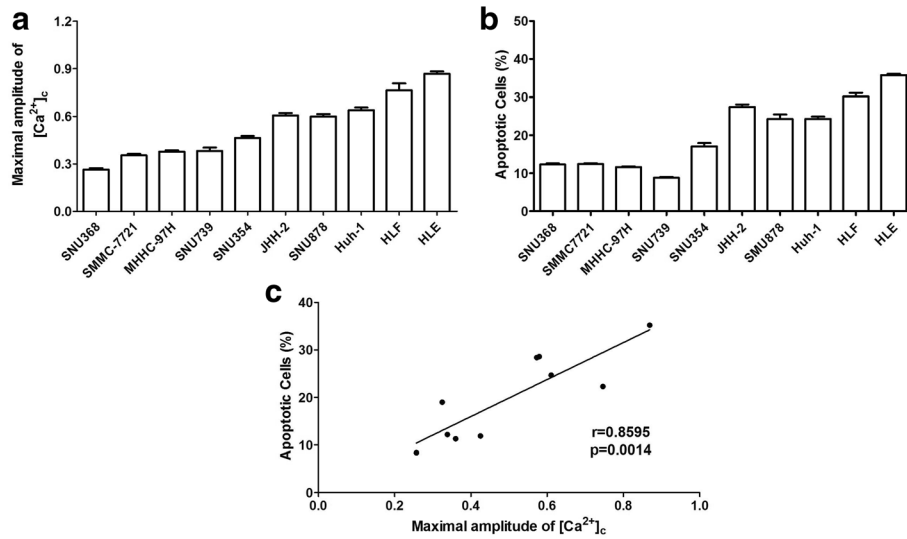 a
Maximal amplitude of
[Ca²⁺]c
1.2
0.9
0.6
0.3
0.0
SNU368
SMMC-7721
MHHC-97H
SNU739
SNU354
JHH-2
SNU878
Huh-1
HLF
HLE
b
Apoptotic Cells (%)
50
40
30
20
10
0
SNU368
SMMC7721
MHHC-97H
SNU739
SNU354
JHH-2
SMU878
Huh-1
HLF
HLE
c
Apoptotic Cells (%)
40
30
20
10
0
r=0.8595
p=0.0014
0.0 0.2 0.4 0.6 0.8 1.0
Maximal amplitude of [Ca²⁺]c